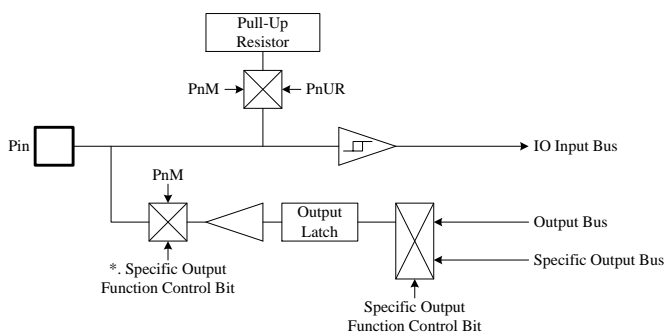 Pull-Up
Resistor
PnM
PnUR
Pin
IO Input Bus
PnM
Output
Latch
Output Bus
Specific Output Bus
*. Specific Output
Function Control Bit
Specific Output
Function Control Bit